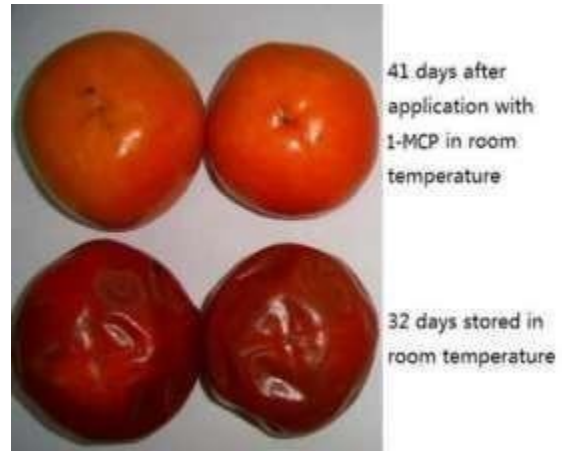 41 days after
application with
1-MCP in room
temperature
32 days stored in
room temperature